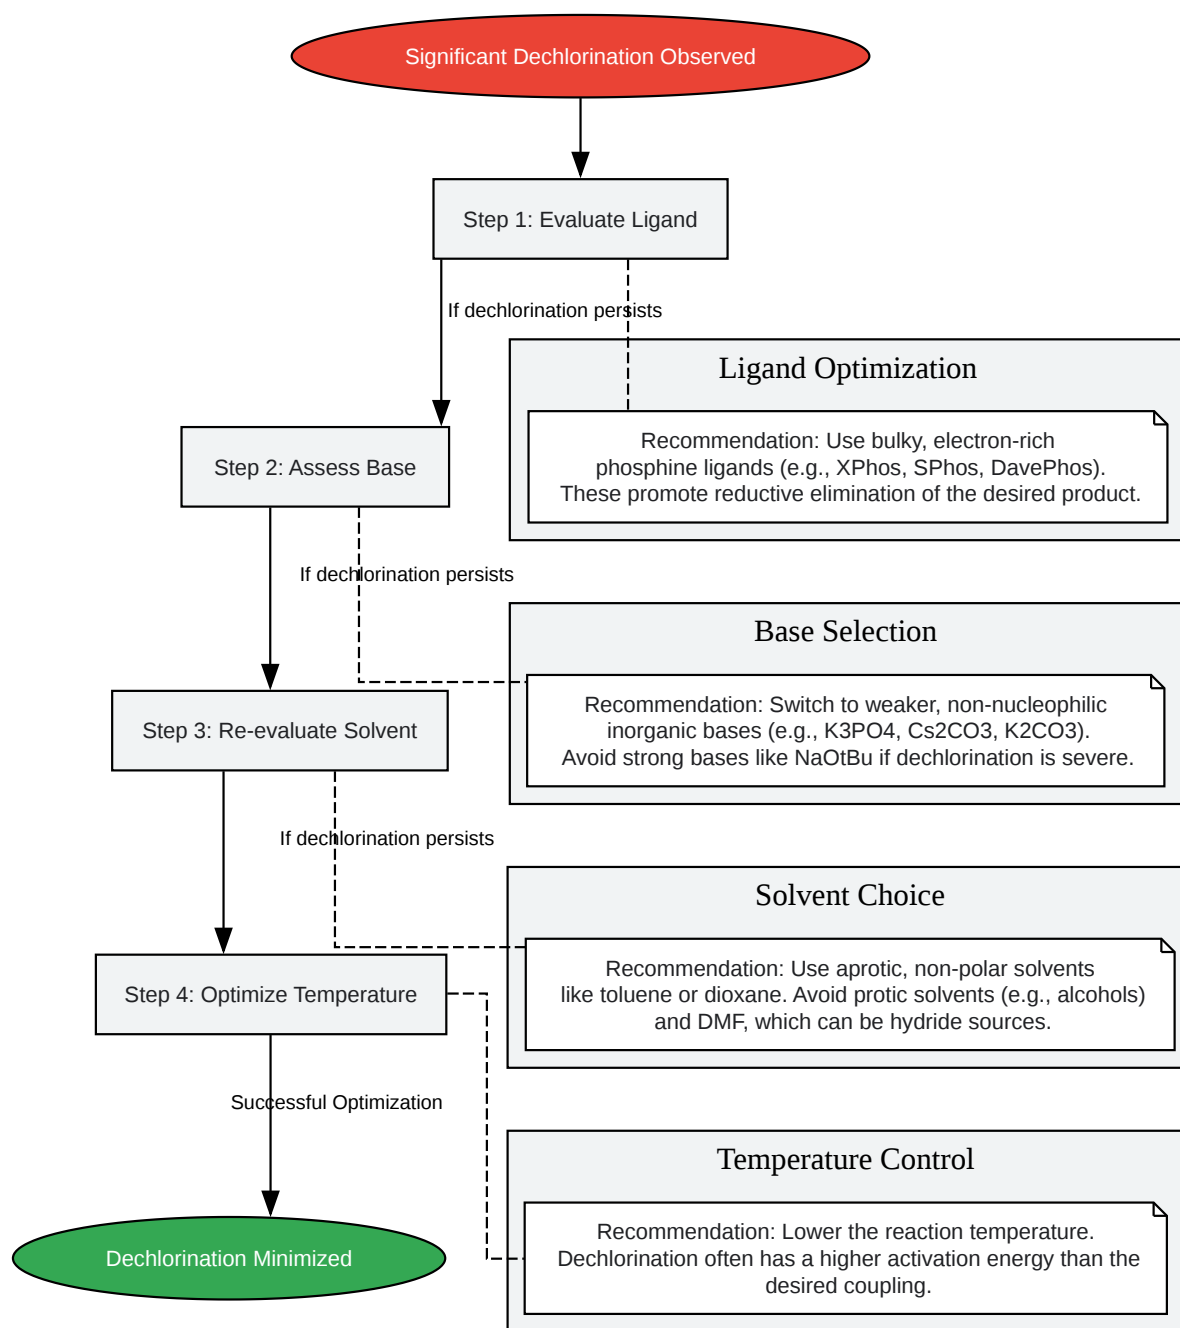 Significant Dechlorination Observed
Step 1: Evaluate Ligand
If dechlorination persists
Ligand Optimization
Recommendation: Use bulky, electron-rich
phosphine ligands (e.g., XPhos, SPhos, DavePhos).
These promote reductive elimination of the desired product.
Step 2: Assess Base
If dechlorination persists
Base Selection
Recommendation: Switch to weaker, non-nucleophilic
inorganic bases (e.g., K3PO4, Cs2CO3, K2CO3).
Avoid strong bases like NaOtBu if dechlorination is severe.
Step 3: Re-evaluate Solvent
If dechlorination persists
Solvent Choice
Recommendation: Use aprotic, non-polar solvents
like toluene or dioxane. Avoid protic solvents (e.g., alcohols)
and DMF, which can be hydride sources.
Step 4: Optimize Temperature
Successful Optimization
Temperature Control
Recommendation: Lower the reaction temperature.
Dechlorination often has a higher activation energy than the
desired coupling.
Dechlorination Minimized